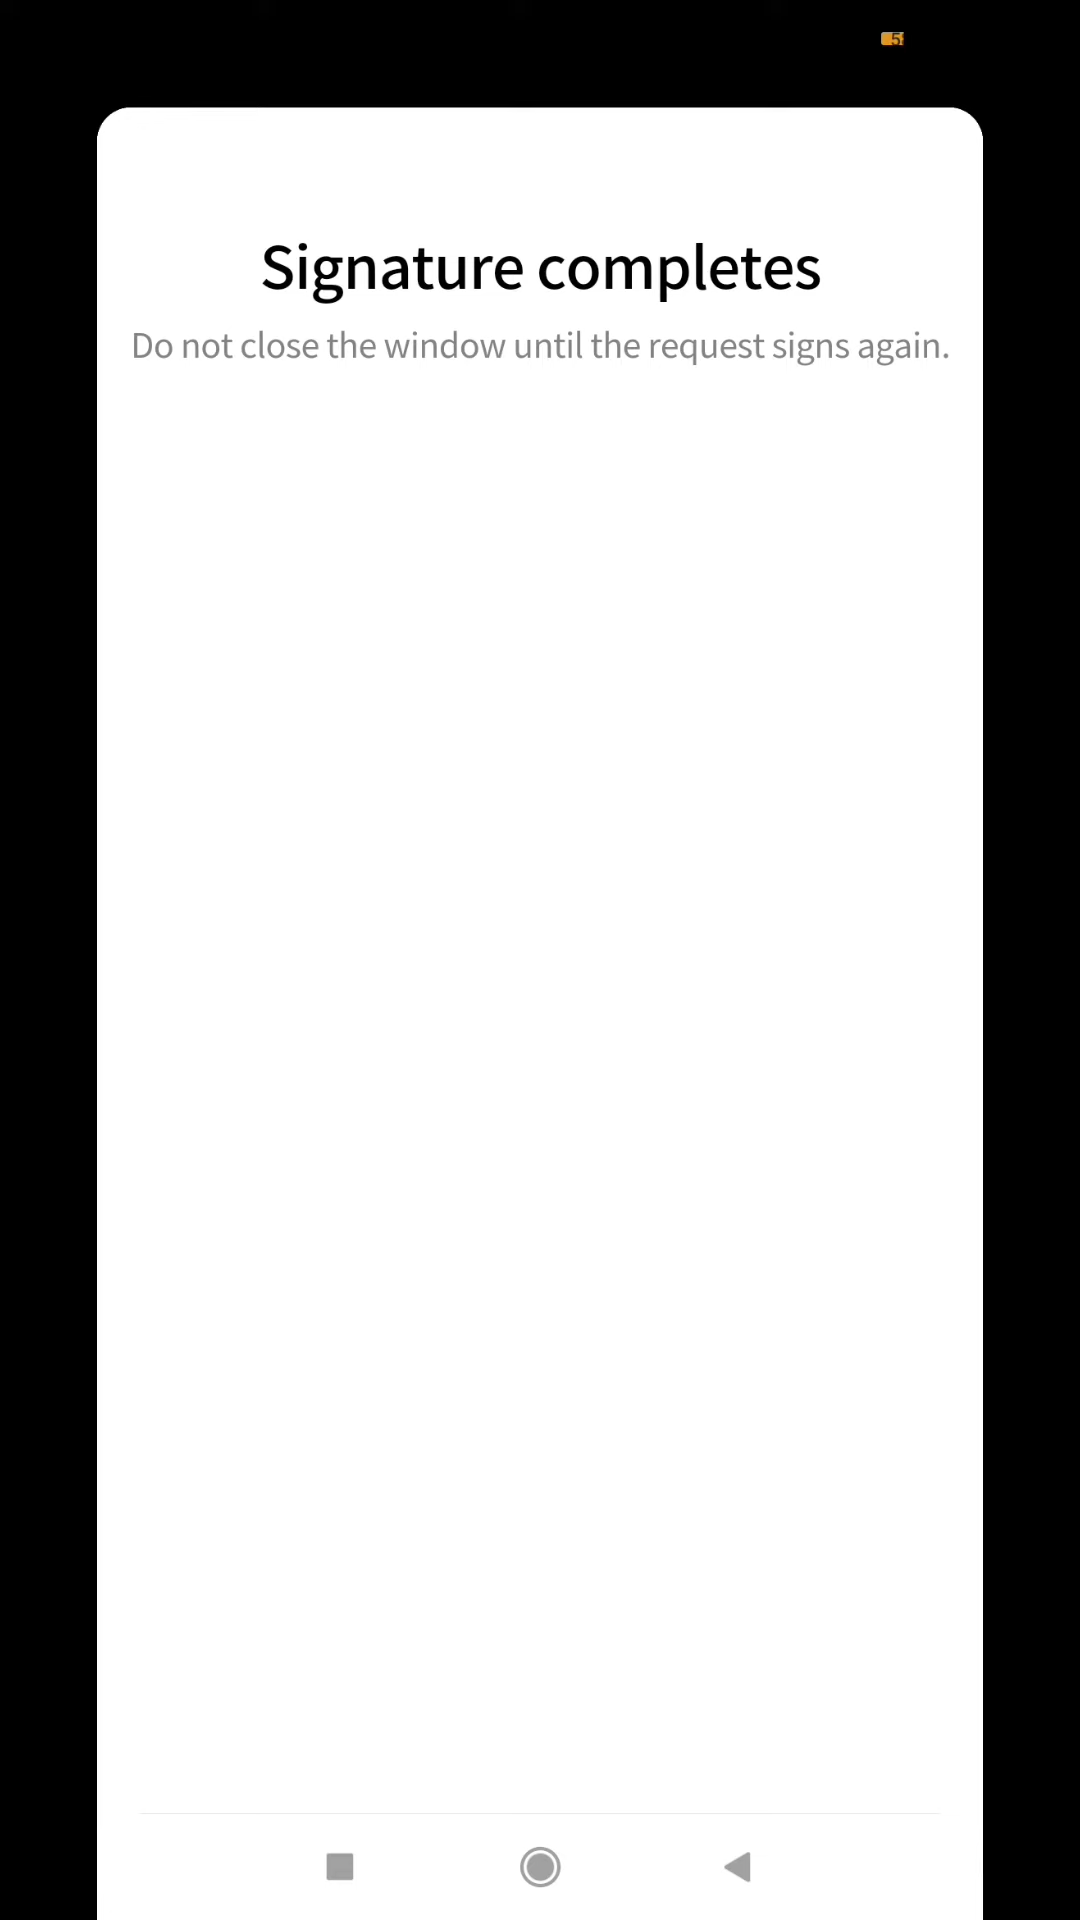 Signature completes
Do not close the window until the request signs again.